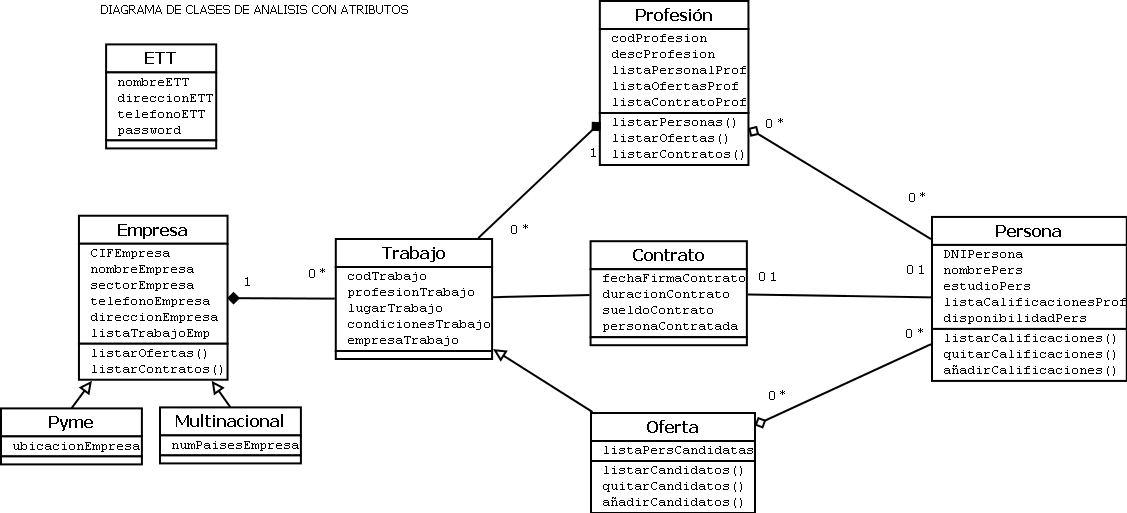 DIAGRAMA DE CLASES DE ANALISIS CON ATRIBUTOS
Profesión
codProfesion
descProfesion
listaPersonalProf
listaOfertasProf
listaContratoProf
listarPersonas()
listarOfertas()
listarContratos()
ETT
nombreETT
direccionETT
telefonoETT
password
0 *
1
0 *
0 *
Empresa
CIFEmpresa
nombreEmpresa
sectorEmpresa
telefonoEmpresa
direccionEmpresa
listaTrabajoEmp
listarOfertas()
listarContratos()
1
0 *
Trabajo
codTrabajo
profesionTrabajo
lugarTrabajo
condicionesTrabajo
empresaTrabajo
Contrato
fechaFirmaContrato
duracionContrato
sueldoContrato
personaContratada
0 1
0 1
0 *
Persona
DNIPersona
nombrePers
estudioPers
listaCalificacionesProf
disponibilidadPers
listarCalificaciones()
quitarCalificaciones()
añadirCalificaciones()
Pyme
ubicacionEmpresa
Multinacional
numPaisesEmpresa
0 *
Oferta
listaPersCandidatas
listarCandidatos()
quitarCandidatos()
añadirCandidatos()